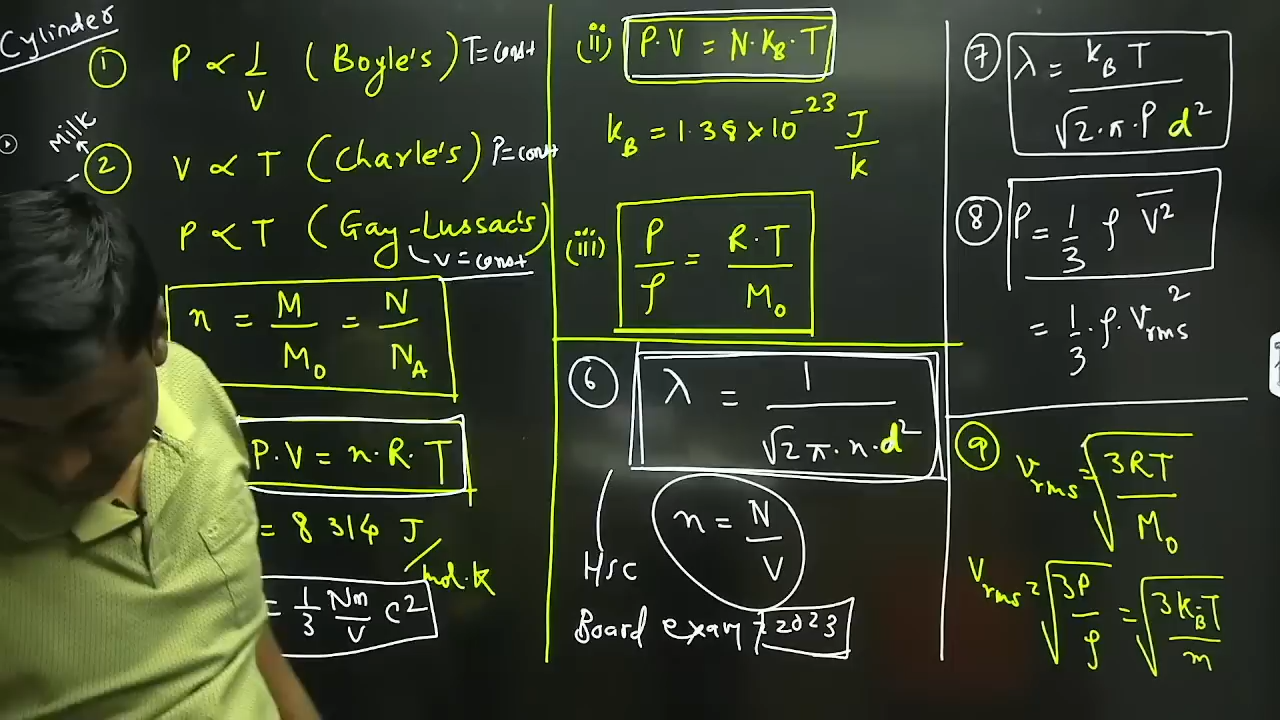 Cylinder
① P ∝ 1/V (Boyle's) T=const
Milk
② V ∝ T (Charle's) P=const
P ∝ T (Gay-Lussac's)
V = const
n = M/M₀ = N/N_A
P·V = n·R·T
= 8 314 J/mol·k
= 1/3 Nm/V c²
(ii) P·V = N·K_B·T
k_B = 1.38 × 10⁻²³ J/k
(iii) P/ρ = R·T/M₀
⑥ λ = 1/√2 π·n·d²
n = N/V
HSC
Board exam 2023
⑦ λ = k_B T/√2·π·P d²
⑧ P = 1/3 ρ V̅²
= 1/3·ρ·V_rms²
⑨ V_rms = √3RT/M₀
V_rms = √3P/ρ = √3k_BT/m